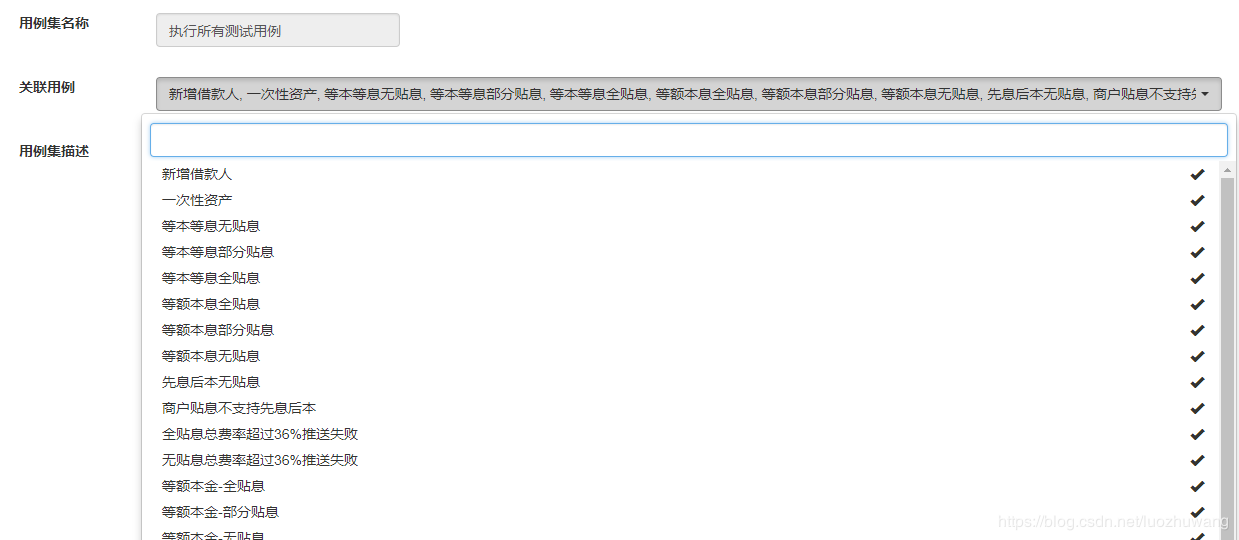 用例集名称
执行所有测试用例
关联用例
新增借款人, 一次性资产, 等本等息无贴息, 等本等息部分贴息, 等本等息全贴息, 等额本息全贴息, 等额本息部分贴息, 等额本息无贴息, 先息后本无贴息, 商户贴息不支持先
用例集描述
新增借款人
一次性资产
等本等息无贴息
等本等息部分贴息
等本等息全贴息
等额本息全贴息
等额本息部分贴息
等额本息无贴息
先息后本无贴息
商户贴息不支持先息后本
全贴息总费率超过36%推送失败
无贴息总费率超过36%推送失败
等额本金-全贴息
等额本金-部分贴息
等额本金-无贴息
https://blog.csdn.net/luozhuwang